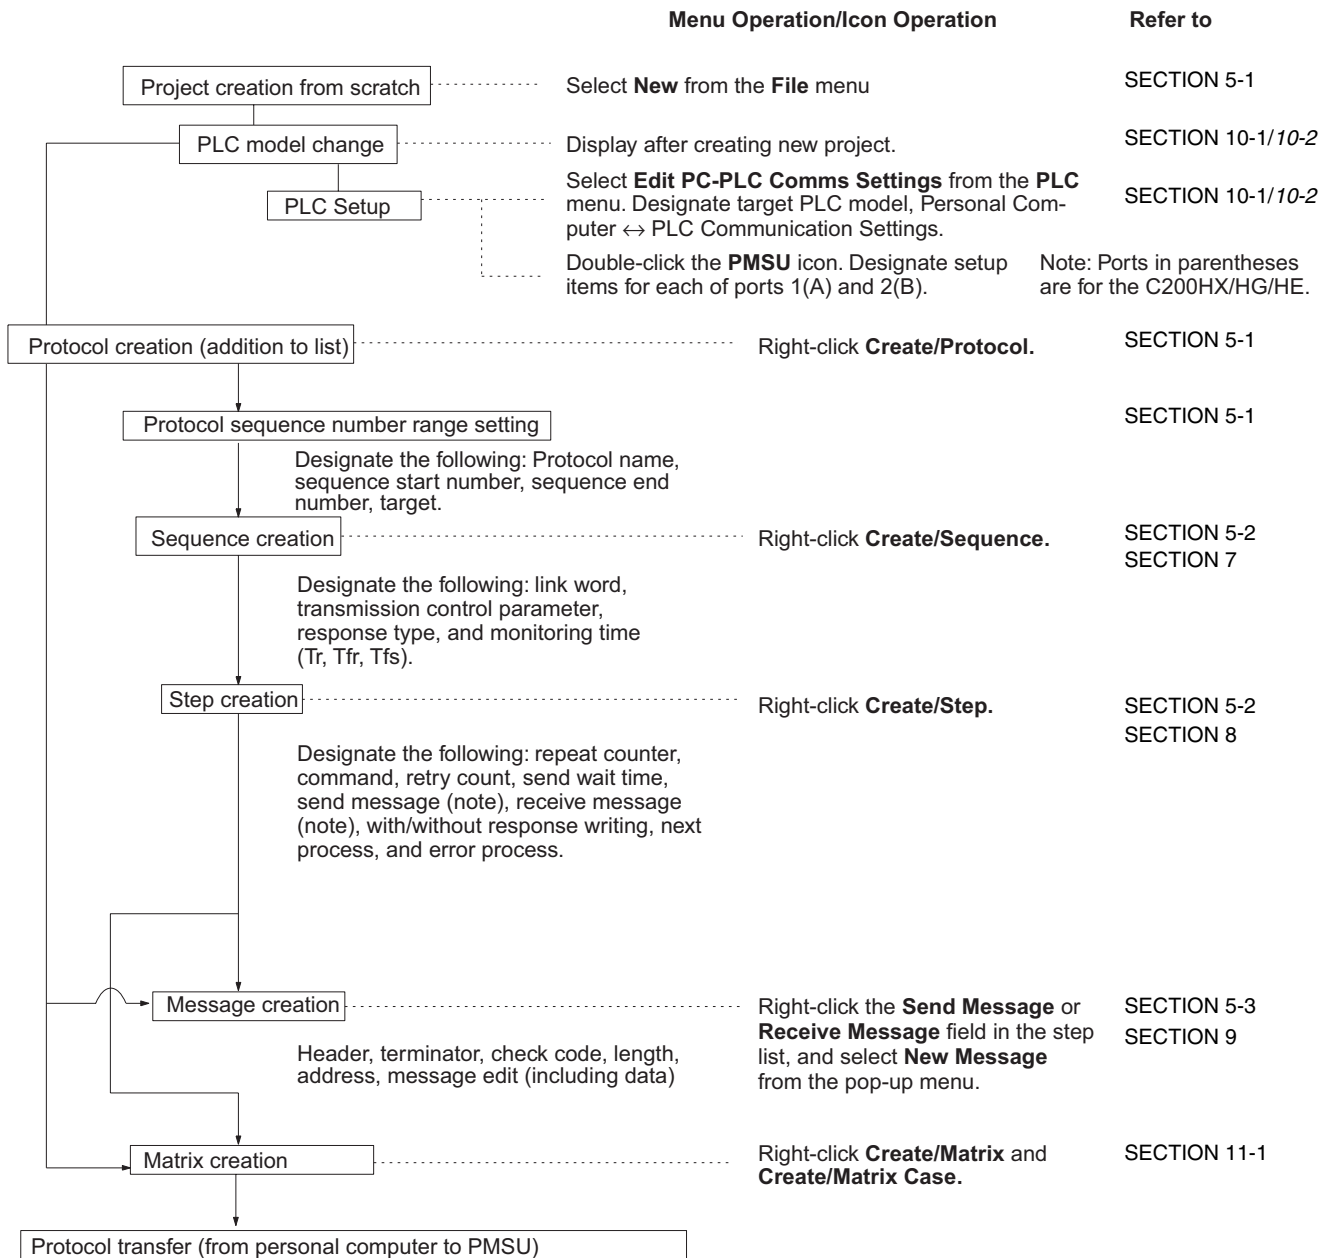 Menu Operation/Icon Operation
Refer to
Project creation from scratch
Select New from the File menu
SECTION 5-1
PLC model change
Display after creating new project.
SECTION 10-1/10-2
PLC Setup
Select Edit PC-PLC Comms Settings from the PLC
menu. Designate target PLC model, Personal Com-
puter ↔ PLC Communication Settings.
SECTION 10-1/10-2
Double-click the PMSU icon. Designate setup
items for each of ports 1(A) and 2(B).
Note: Ports in parentheses
are for the C200HX/HG/HE.
Protocol creation (addition to list)
Right-click Create/Protocol.
SECTION 5-1
Protocol sequence number range setting
SECTION 5-1
Designate the following: Protocol name,
sequence start number, sequence end
number, target.
Sequence creation
Right-click Create/Sequence.
SECTION 5-2
SECTION 7
Designate the following: link word,
transmission control parameter,
response type, and monitoring time
(Tr, Tfr, Tfs).
Step creation
Right-click Create/Step.
SECTION 5-2
SECTION 8
Designate the following: repeat counter,
command, retry count, send wait time,
send message (note), receive message
(note), with/without response writing, next
process, and error process.
Message creation
Right-click the Send Message or
Receive Message field in the step
list, and select New Message
from the pop-up menu.
SECTION 5-3
SECTION 9
Header, terminator, check code, length,
address, message edit (including data)
Matrix creation
Right-click Create/Matrix and
Create/Matrix Case.
SECTION 11-1
Protocol transfer (from personal computer to PMSU)